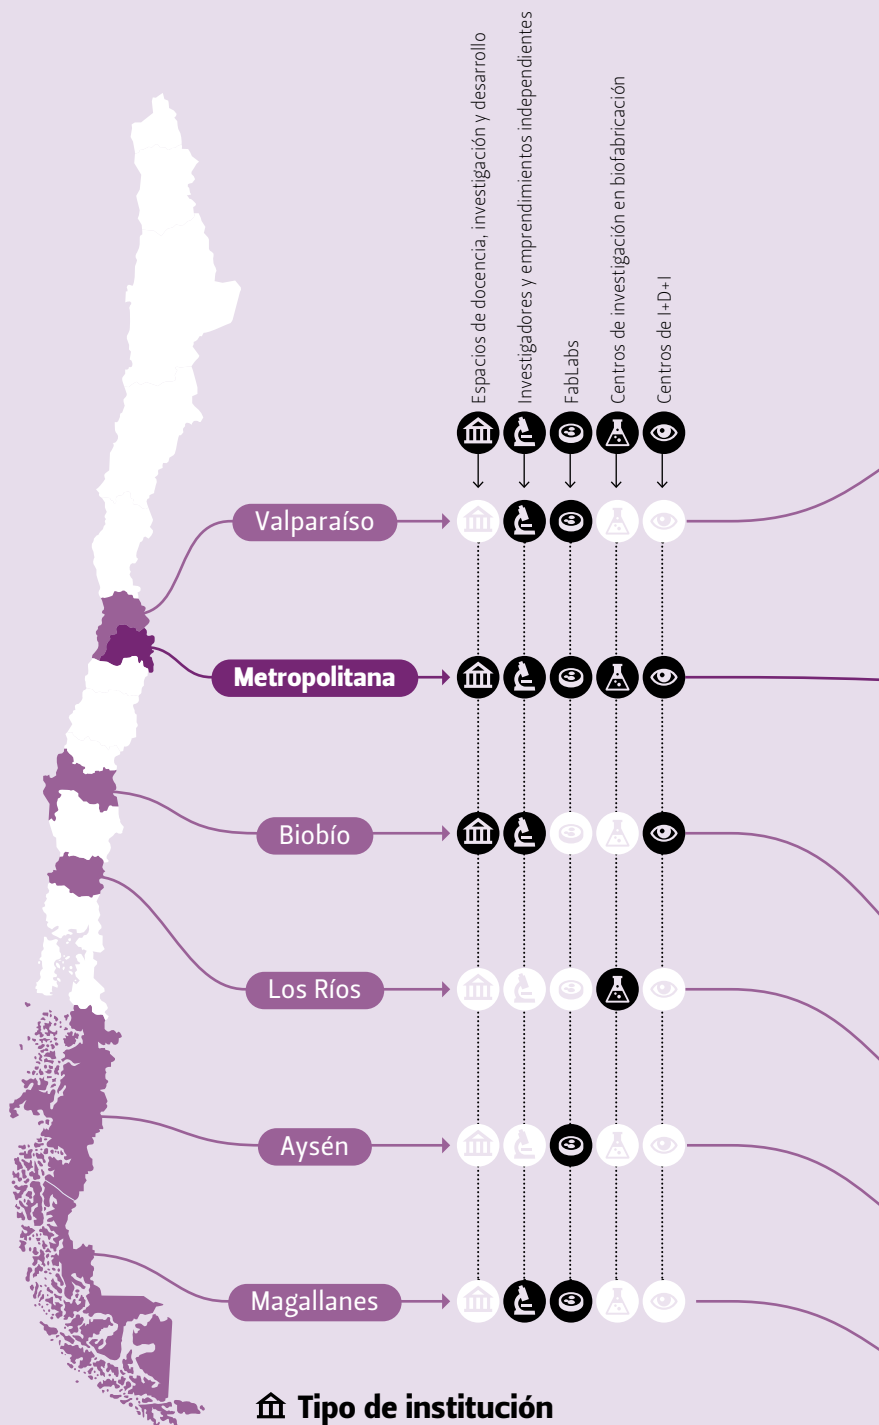 Espacios de docencia, investigación y desarrollo
Investigadores y emprendimientos independientes
FabLabs
Centros de investigación en biofabricación
Centros de I+D+I
Valparaíso
Metropolitana
Biobío
Los Ríos
Aysén
Magallanes
Tipo de institución